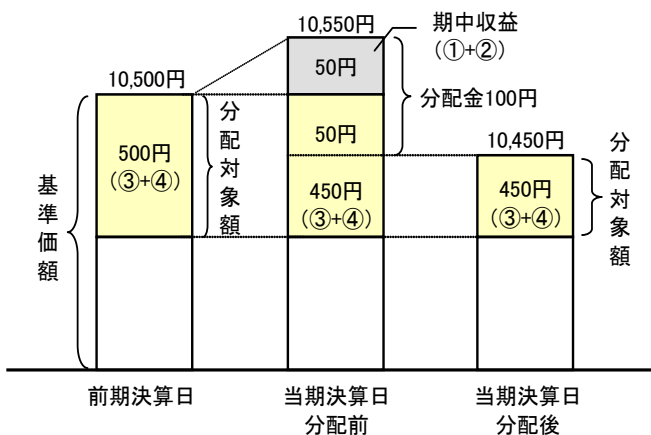 10,550円
期中収益
(①+②)
10,500円
50円
分配金100円
分配対象額
500円
(③+④)
50円
10,450円
分配対象額
基準価額
450円
(③+④)
450円
(③+④)
前期決算日
当期決算日
分配前
当期決算日
分配後